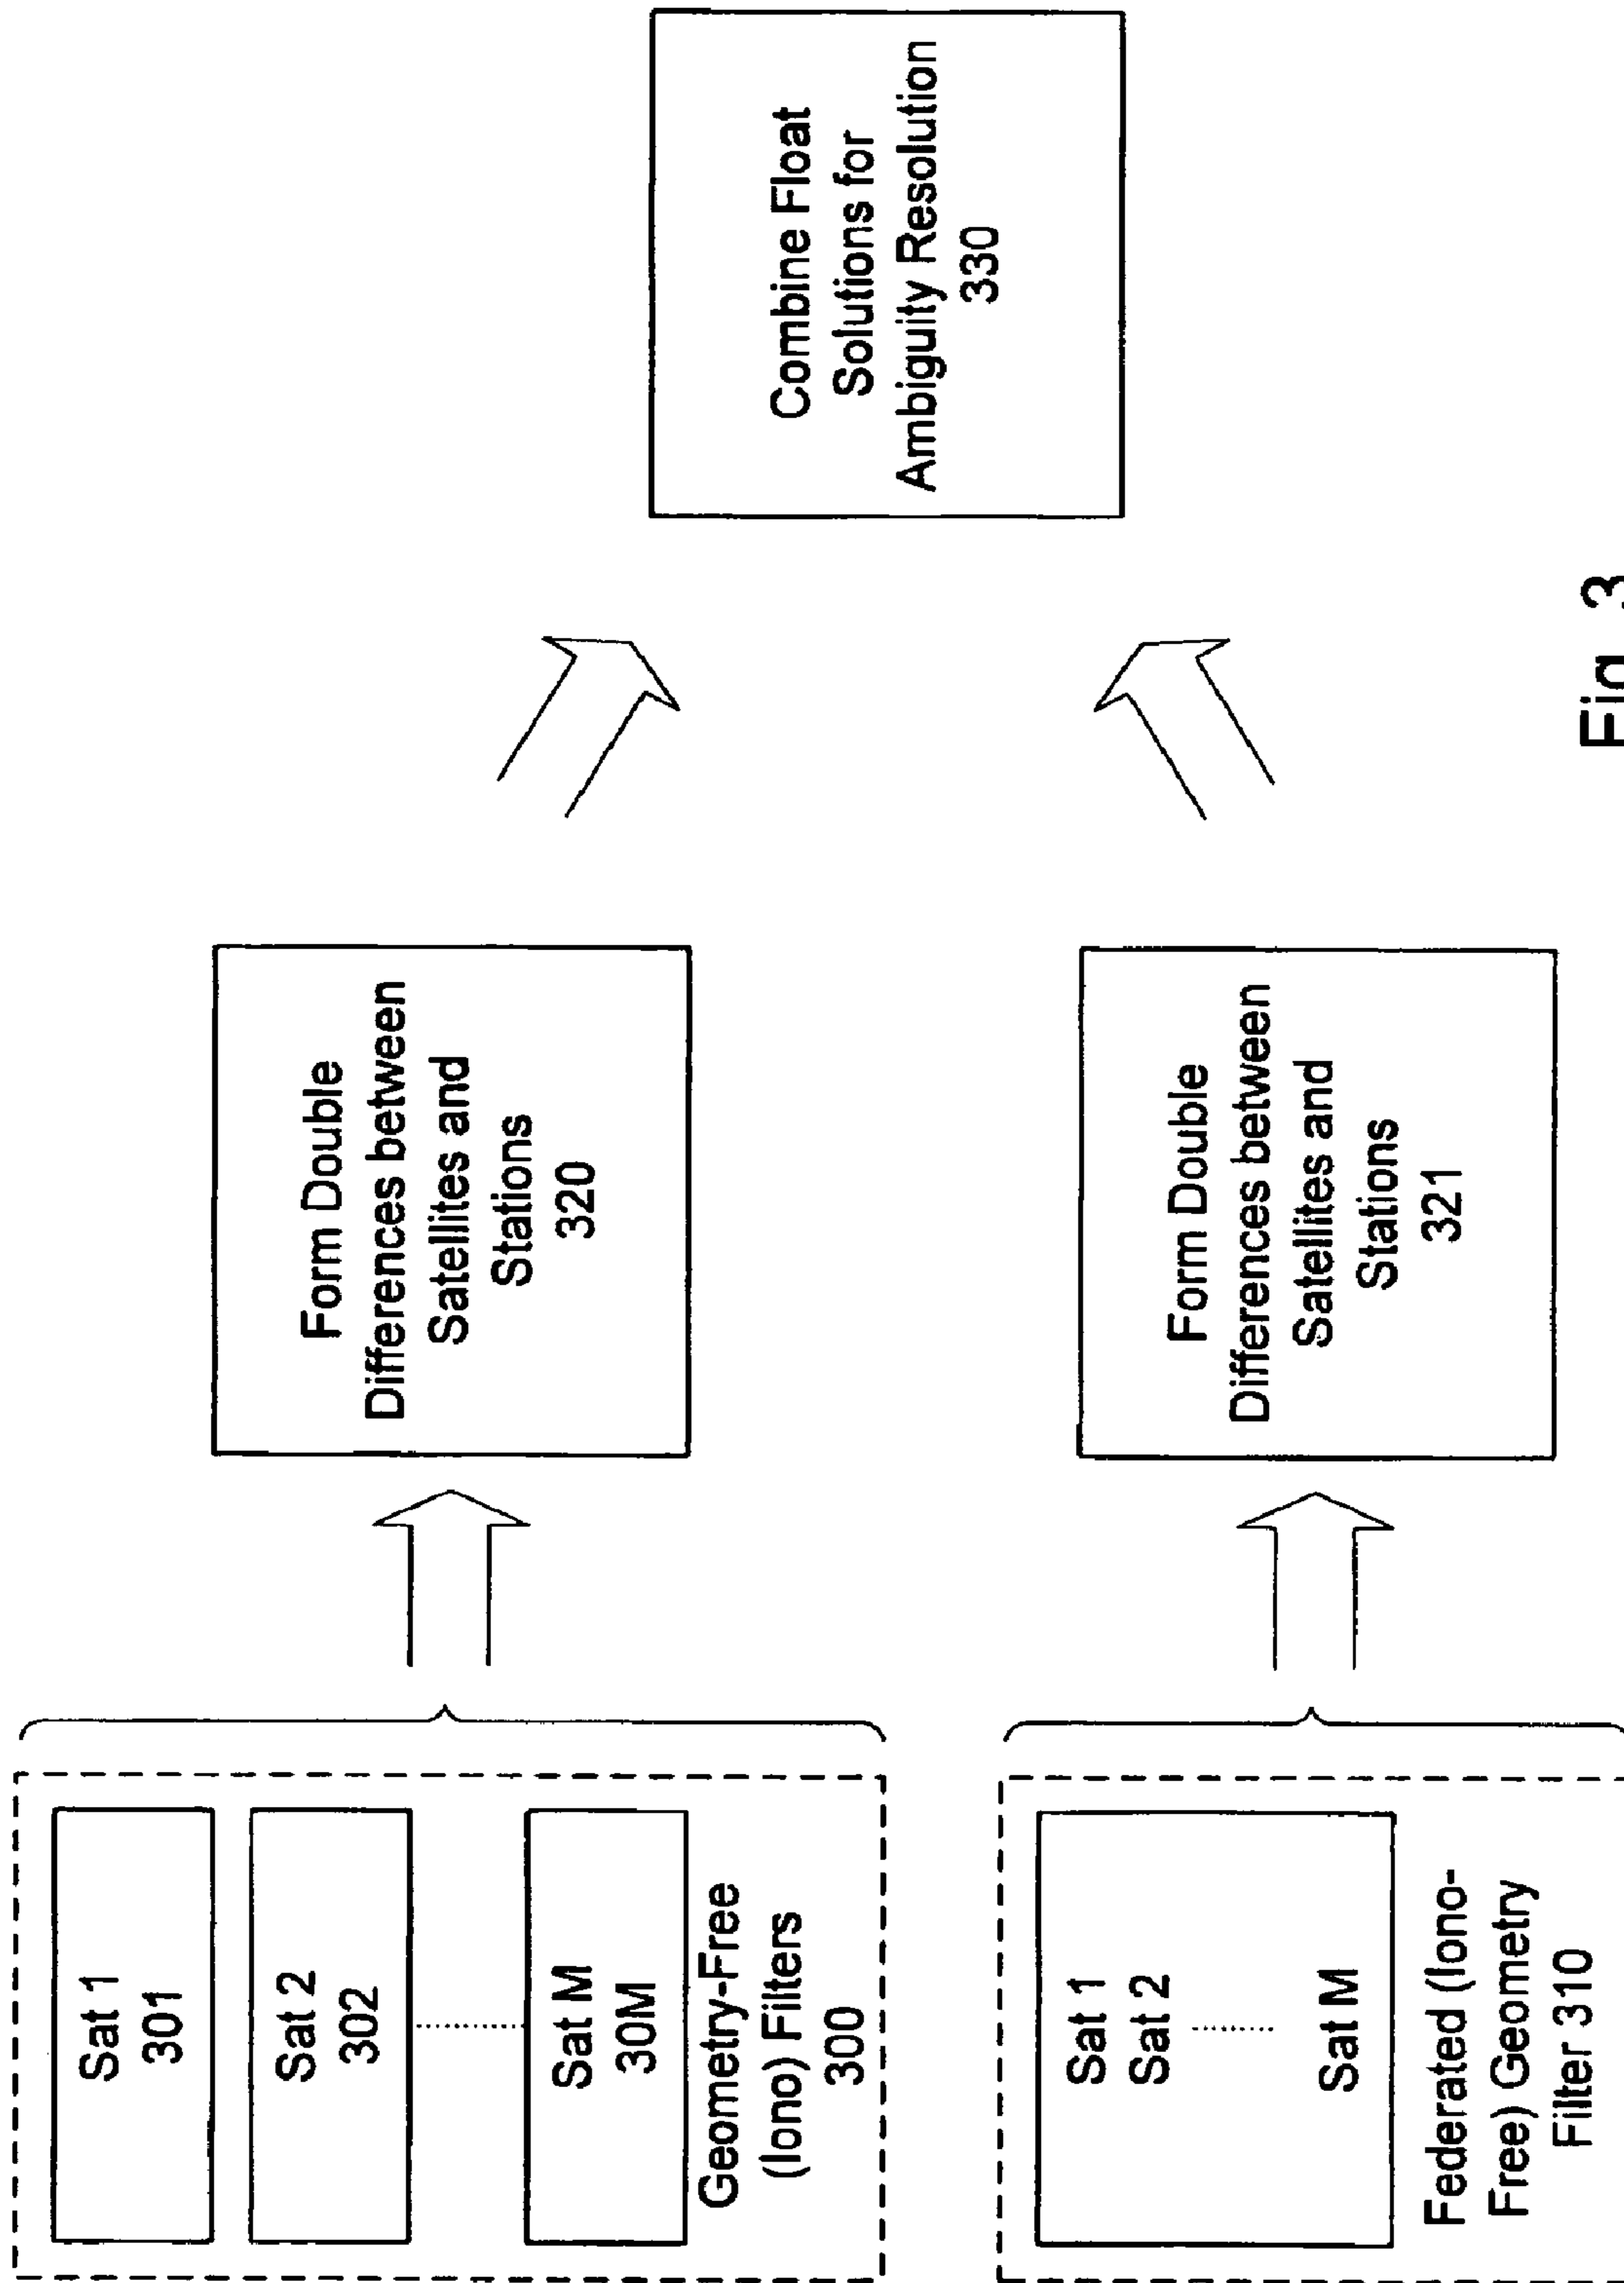 Sat 1
301
Sat 2
302
Sat M
30M
Geometry-Free
(Iono) Filters
300
Form Double
Differences between
Satellites and
Stations
320
Sat 1
Sat 2
Sat M
Federated (Iono-
Free) Geometry
Filter 310
Form Double
Differences between
Satellites and
Stations
321
Combine Float
Solutions for
Ambiguity Resolution
330
Fig. 3